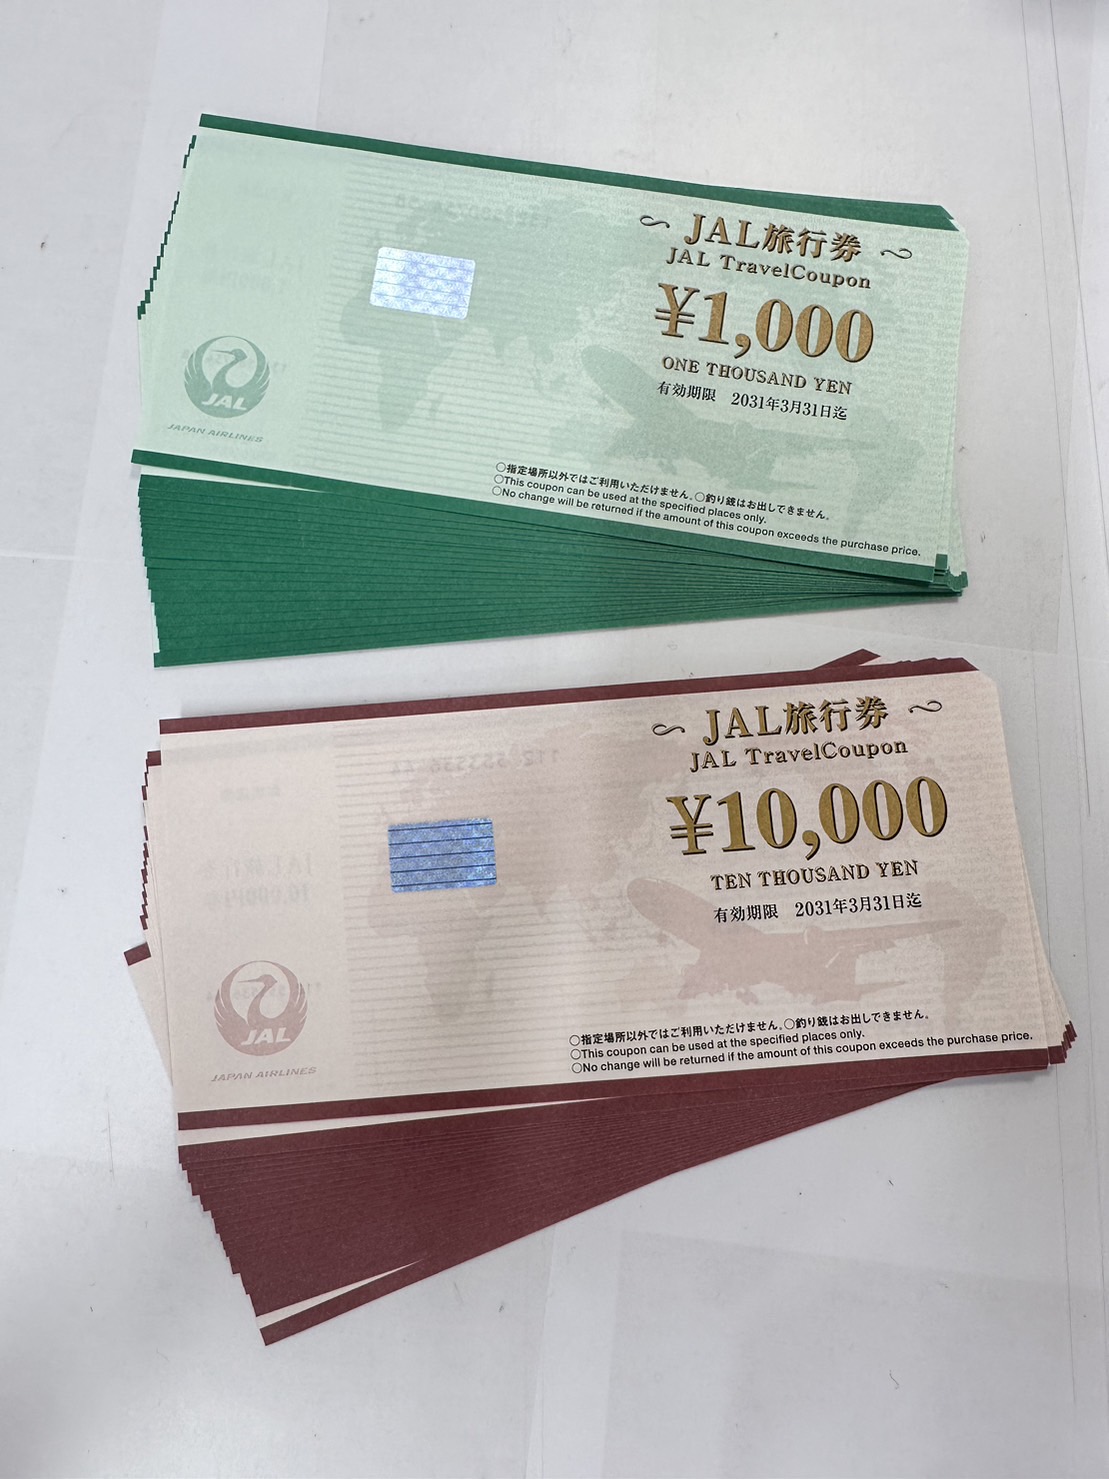 JAL旅行券
JAL TravelCoupon
¥1,000
ONE THOUSAND YEN
有効期限 2031年3月31日迄
JAL
JAPAN AIRLINES
○指定場所以外ではご利用いただけません。○釣り銭はお出しできません。
○This coupon can be used at the specified places only.
○No change will be returned if the amount of this coupon exceeds the purchase price.
JAL旅行券
JAL TravelCoupon
¥10,000
TEN THOUSAND YEN
有効期限 2031年3月31日迄
JAL
JAPAN AIRLINES
○指定場所以外ではご利用いただけません。○釣り銭はお出しできません。
○This coupon can be used at the specified places only.
○No change will be returned if the amount of this coupon exceeds the purchase price.